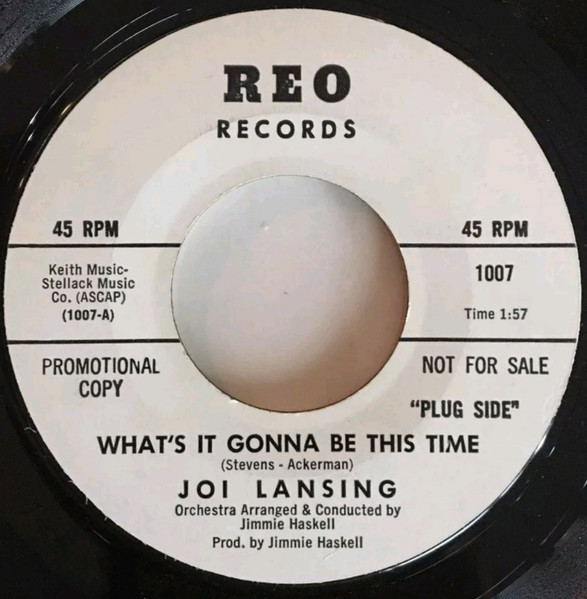 REO
RECORDS
45 RPM
45 RPM
Keith Music-
Stellack Music
Co. (ASCAP)
(1007-A)
1007
Time 1:57
PROMOTIONAL
COPY
NOT FOR SALE
"PLUG SIDE"
WHAT'S IT GONNA BE THIS TIME
(Stevens - Ackerman)
JOI LANSING
Orchestra Arranged & Conducted by
Jimmie Haskell
Prod. by Jimmie Haskell